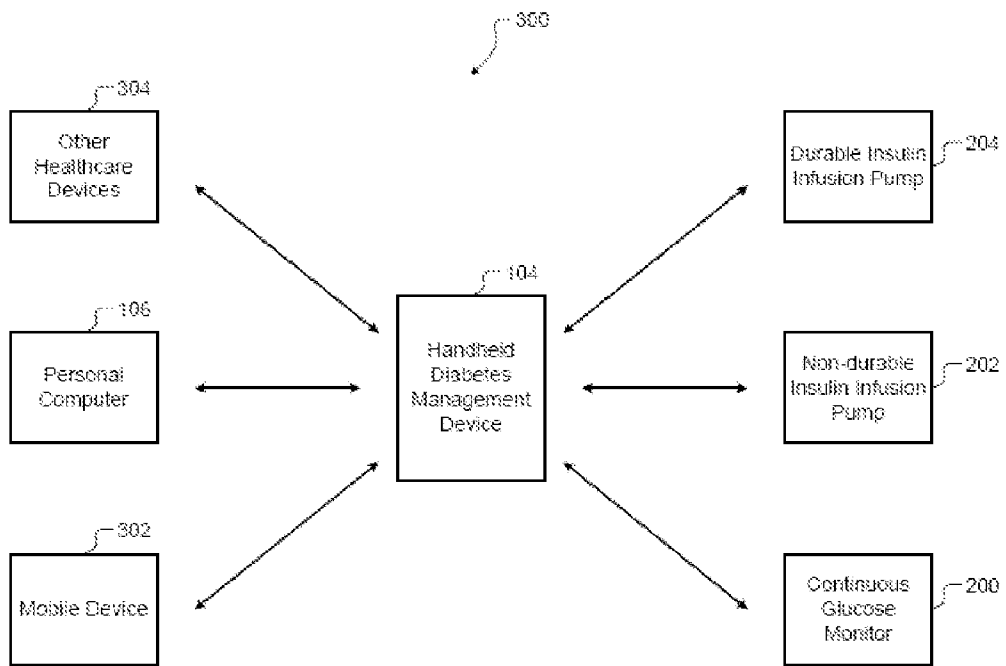 300
304
Other
Healthcare
Devices
Durable Insulin
Infusion Pump
204
104
106
Personal
Computer
Handheld
Diabetes
Management
Device
Non-durable
Insulin Infusion
Pump
202
302
Mobile Device
Continuous
Glucose
Monitor
200